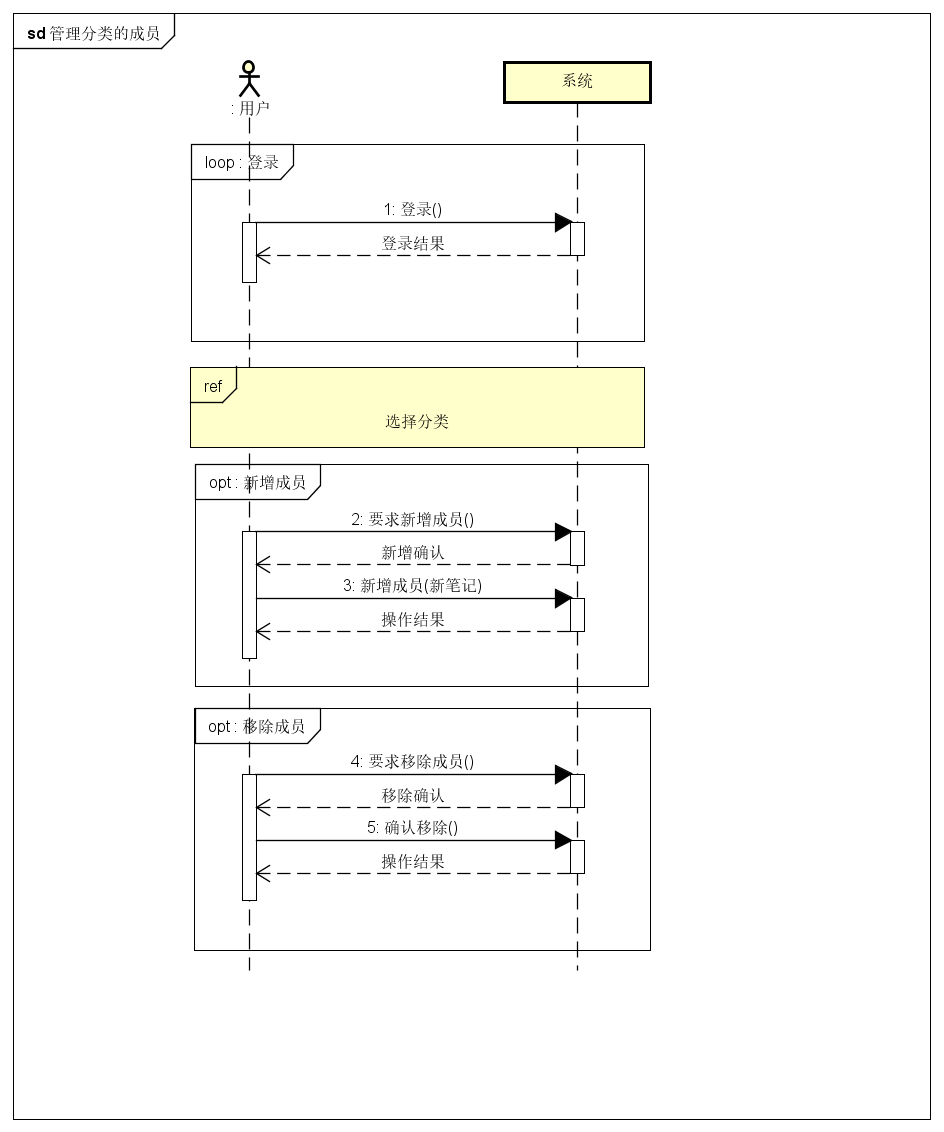 sd 管理分类的成员
: 用户
系统
loop : 登录
1: 登录()
登录结果
ref
选择分类
opt : 新增成员
2: 要求新增成员()
新增确认
3: 新增成员(新笔记)
操作结果
opt : 移除成员
4: 要求移除成员()
移除确认
5: 确认移除()
操作结果